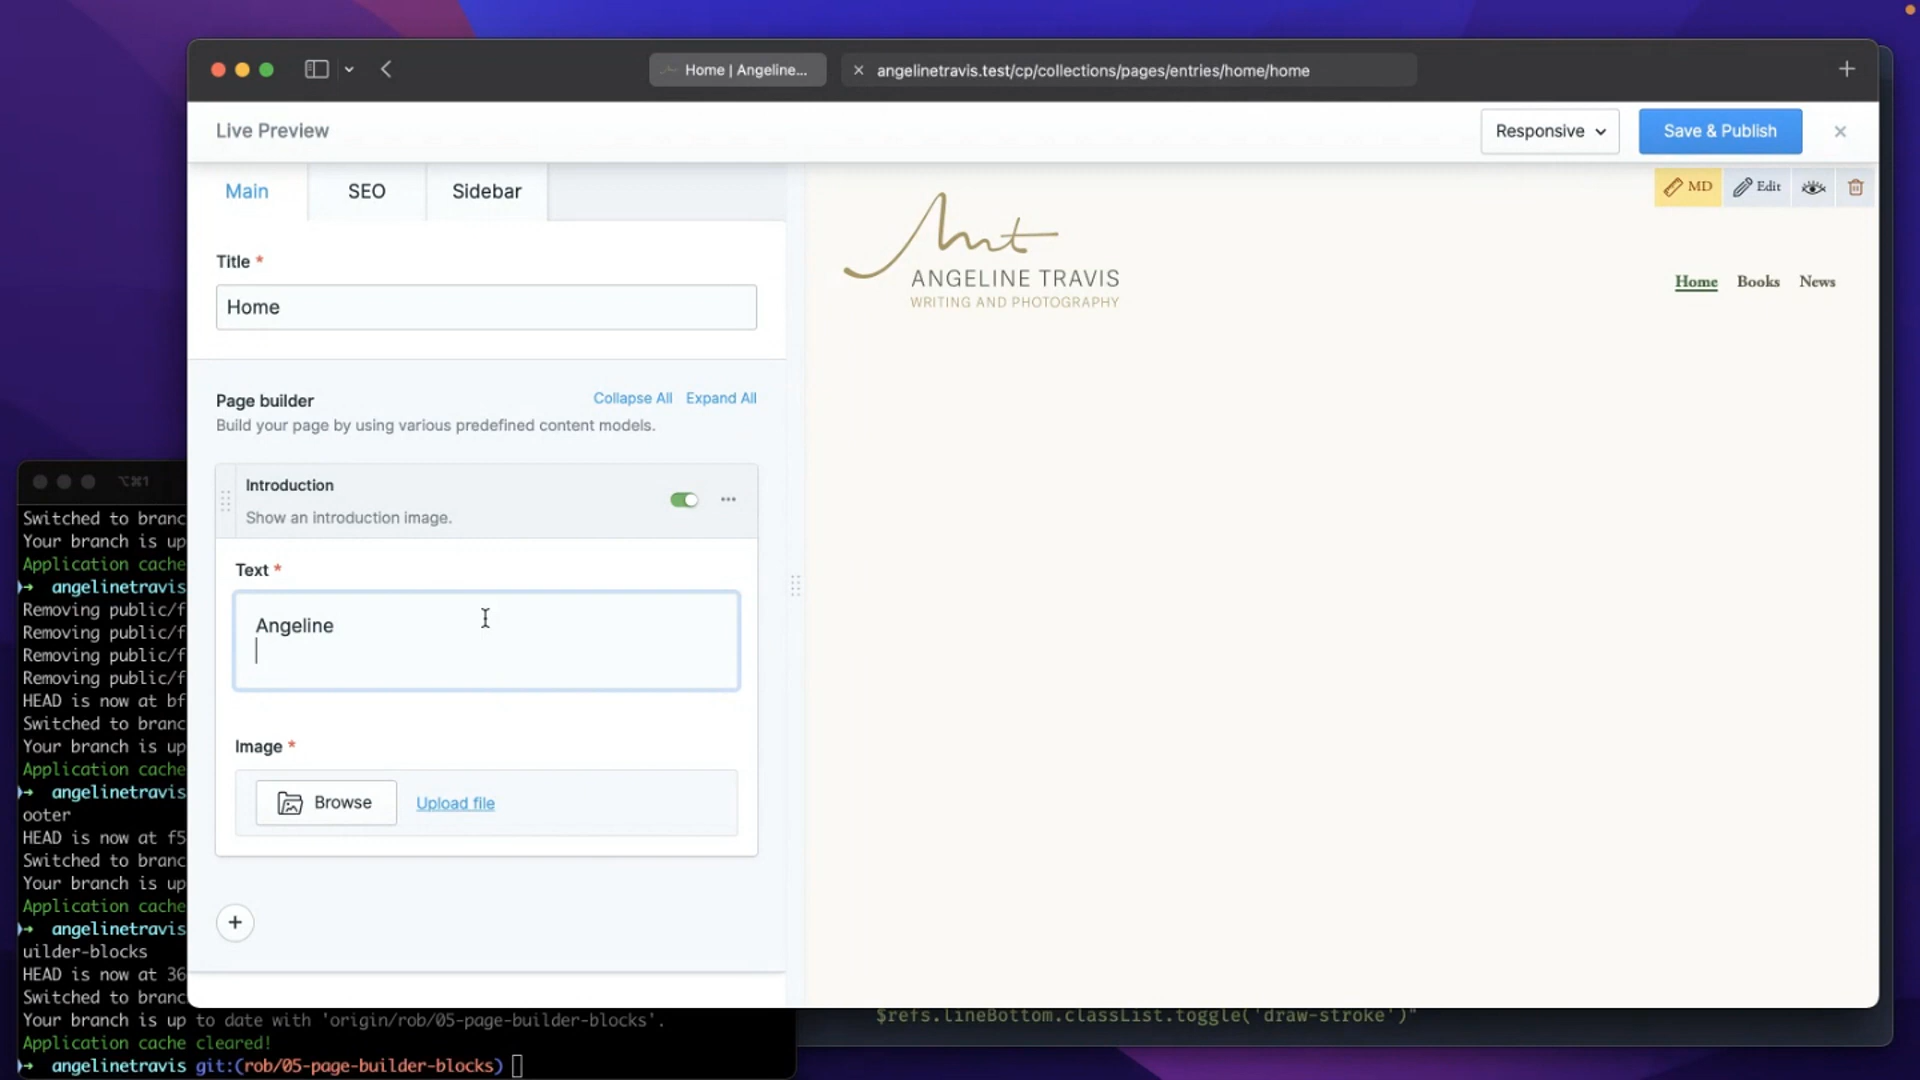 Home | Angeline...
angelinetravis.test/cp/collections/pages/entries/home/home
Live Preview
Responsive
Save & Publish
Main
SEO
Sidebar
MD
Edit
ANGELINE TRAVIS
WRITING AND PHOTOGRAPHY
Home
Books
News
Title *
Home
Page builder
Collapse All
Expand All
Build your page by using various predefined content models.
Introduction
Show an introduction image.
Text *
Angeline
Image *
Browse
Upload file
⌥⌘1
Switched to branc
Your branch is up
Application cache
➜ angelinetravis
Removing public/f
Removing public/f
Removing public/f
Removing public/f
HEAD is now at bf
Switched to branc
Your branch is up
Application cache
➜ angelinetravis
ooter
HEAD is now at f5
Switched to branc
Your branch is up
Application cache
➜ angelinetravis
uilder-blocks
HEAD is now at 36
Switched to branc
Your branch is up to date with 'origin/rob/05-page-builder-blocks'.
Application cache cleared!
➜ angelinetravis git:(rob/05-page-builder-blocks)
$refs.lineBottom.classList.toggle('draw-stroke')"